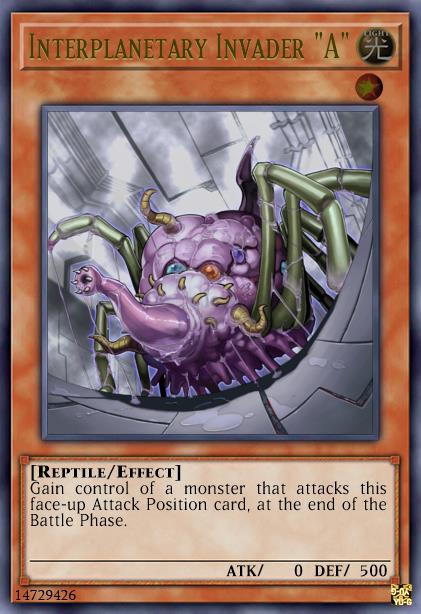 Interplanetary Invader "A"
LIGHT
光
[Reptile/Effect]
Gain control of a monster that attacks this
face-up Attack Position card, at the end of the
Battle Phase.
ATK/ 0 DEF/ 500
14729426